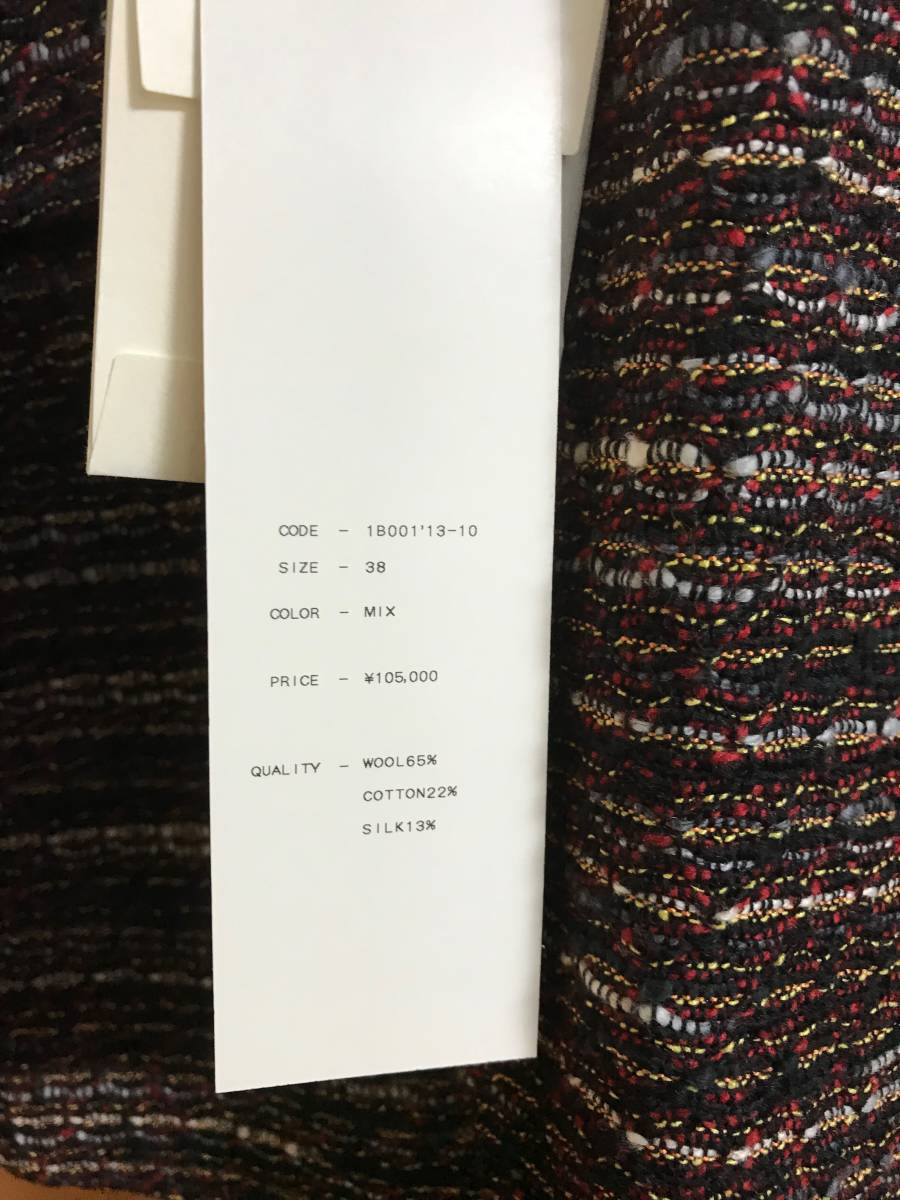 CODE - 1B001'13-10
SIZE - 38
COLOR - MIX
PRICE - ¥105,000
QUALITY - WOOL65%
COTTON22%
SILK13%